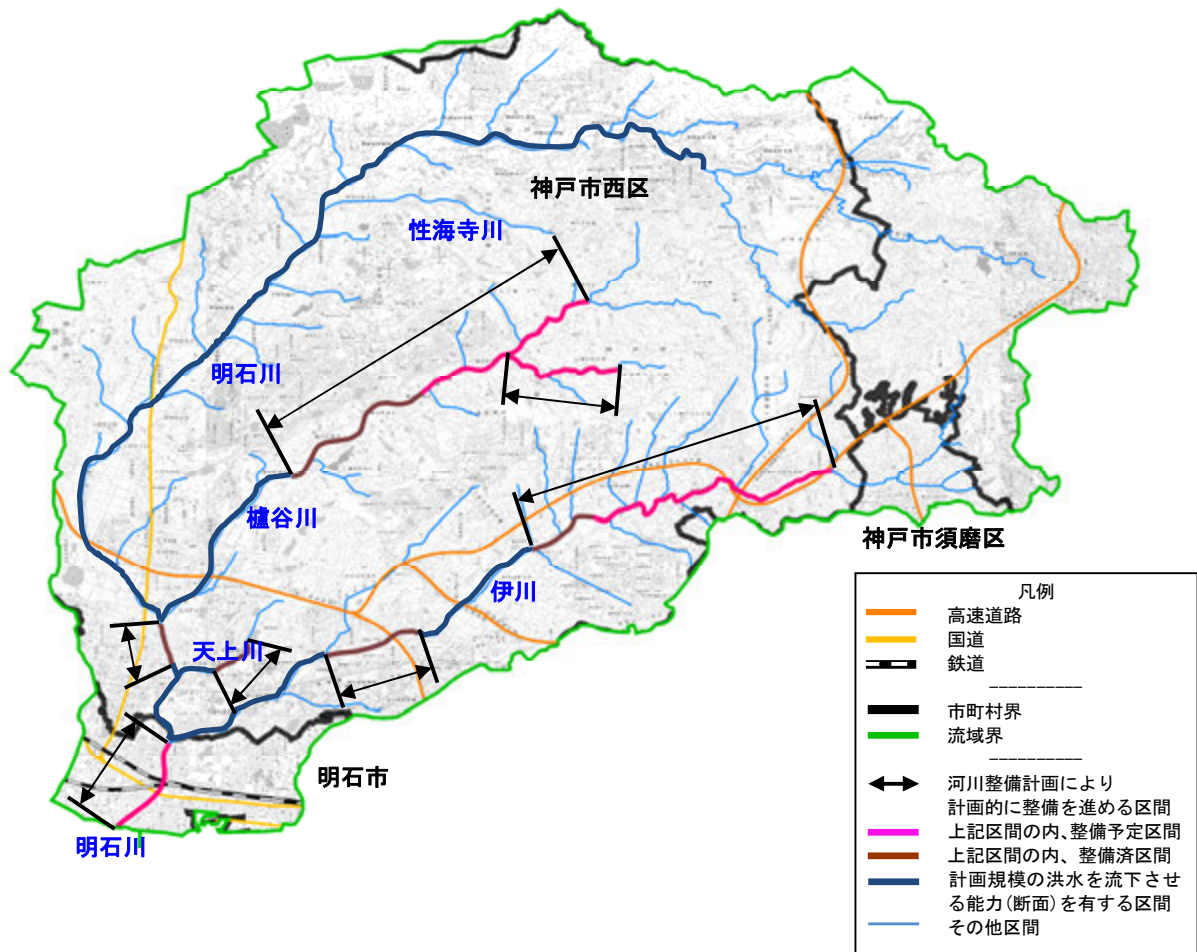 神戸市西区
性海寺川
明石川
櫨谷川
伊川
神戸市須磨区
天上川
明石市
明石川
凡例
高速道路
国道
鉄道
市町村界
流域界
河川整備計画により
計画的に整備を進める区間
上記区間の内、整備予定区間
上記区間の内、整備済区間
計画規模の洪水を流下させ
る能力(断面)を有する区間
その他区間